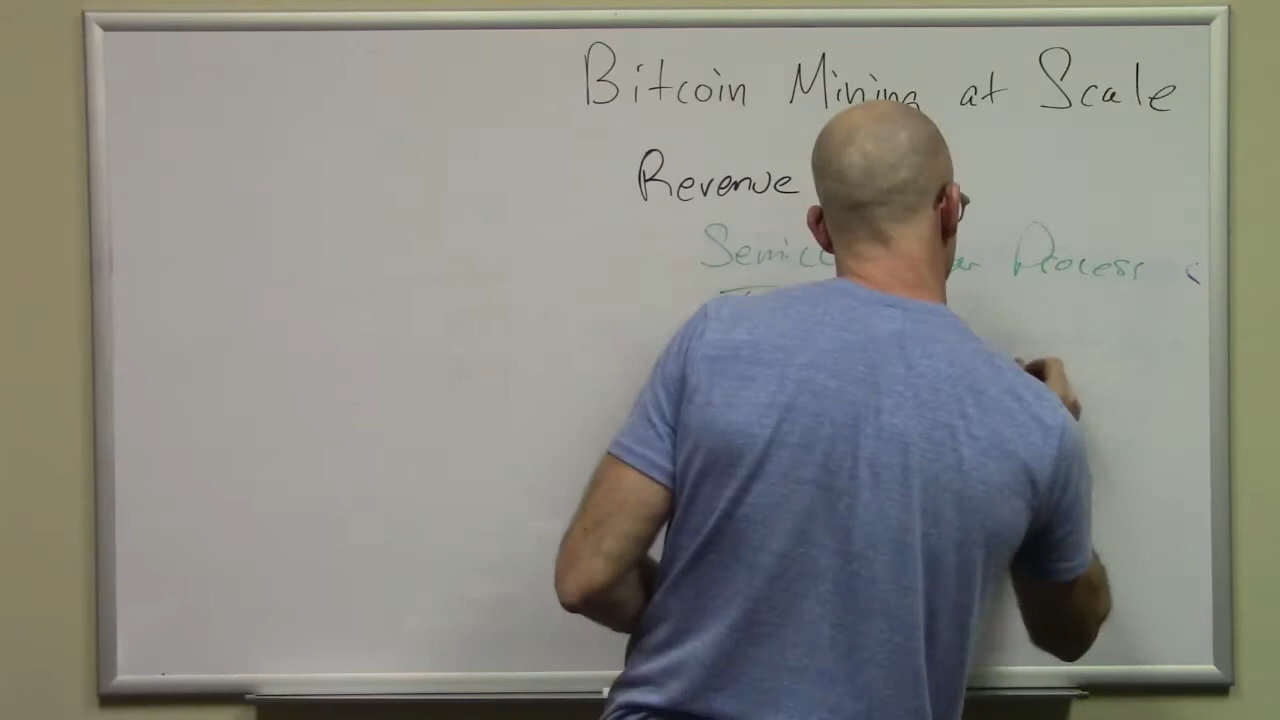 Bitcoin Mining at Scale
Revenue
Process